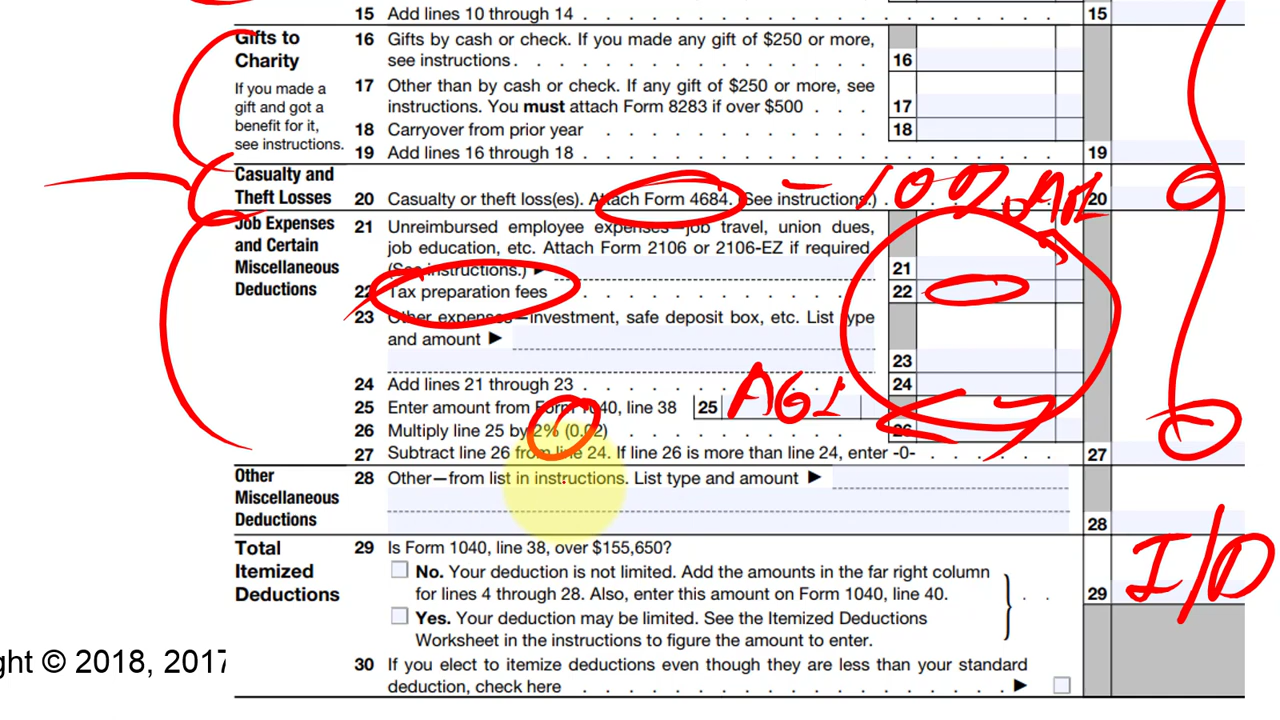 15 Add lines 10 through 14 . . . . . . . . . . . . . . . . . . . 15
Gifts to Charity
If you made a gift and got a benefit for it, see instructions.
16 Gifts by cash or check. If you made any gift of $250 or more, see instructions. . . . . . . . . . . . . . . . 16
17 Other than by cash or check. If any gift of $250 or more, see instructions. You must attach Form 8283 if over $500 . . . 17
18 Carryover from prior year . . . . . . . . . . . . 18
19 Add lines 16 through 18 . . . . . . . . . . . . . . . . . . . 19
Casualty and Theft Losses
20 Casualty or theft loss(es). Attach Form 4684. (See instructions.) . . . . . . . . 20
Job Expenses and Certain Miscellaneous Deductions
21 Unreimbursed employee expenses—job travel, union dues, job education, etc. Attach Form 2106 or 2106-EZ if required. (See instructions.) ▶ 21
22 Tax preparation fees . . . . . . . . . . . . . 22
23 Other expenses—investment, safe deposit box, etc. List type and amount ▶ 23
24 Add lines 21 through 23 . . . . . . . . . . . . 24
25 Enter amount from Form 1040, line 38 25 AGI
26 Multiply line 25 by 2% (0.02) . . . . . . . . . . . 26
27 Subtract line 26 from line 24. If line 26 is more than line 24, enter -0- . . . . . . 27
Other Miscellaneous Deductions
28 Other—from list in instructions. List type and amount ▶ 28
Total Itemized Deductions
29 Is Form 1040, line 38, over $155,650?
No. Your deduction is not limited. Add the amounts in the far right column for lines 4 through 28. Also, enter this amount on Form 1040, line 40.
Yes. Your deduction may be limited. See the Itemized Deductions Worksheet in the instructions to figure the amount to enter.
. . 29 I/D
30 If you elect to itemize deductions even though they are less than your standard deduction, check here . . . . . . . . . . . . . . . . . . ▶
ght © 2018, 2017